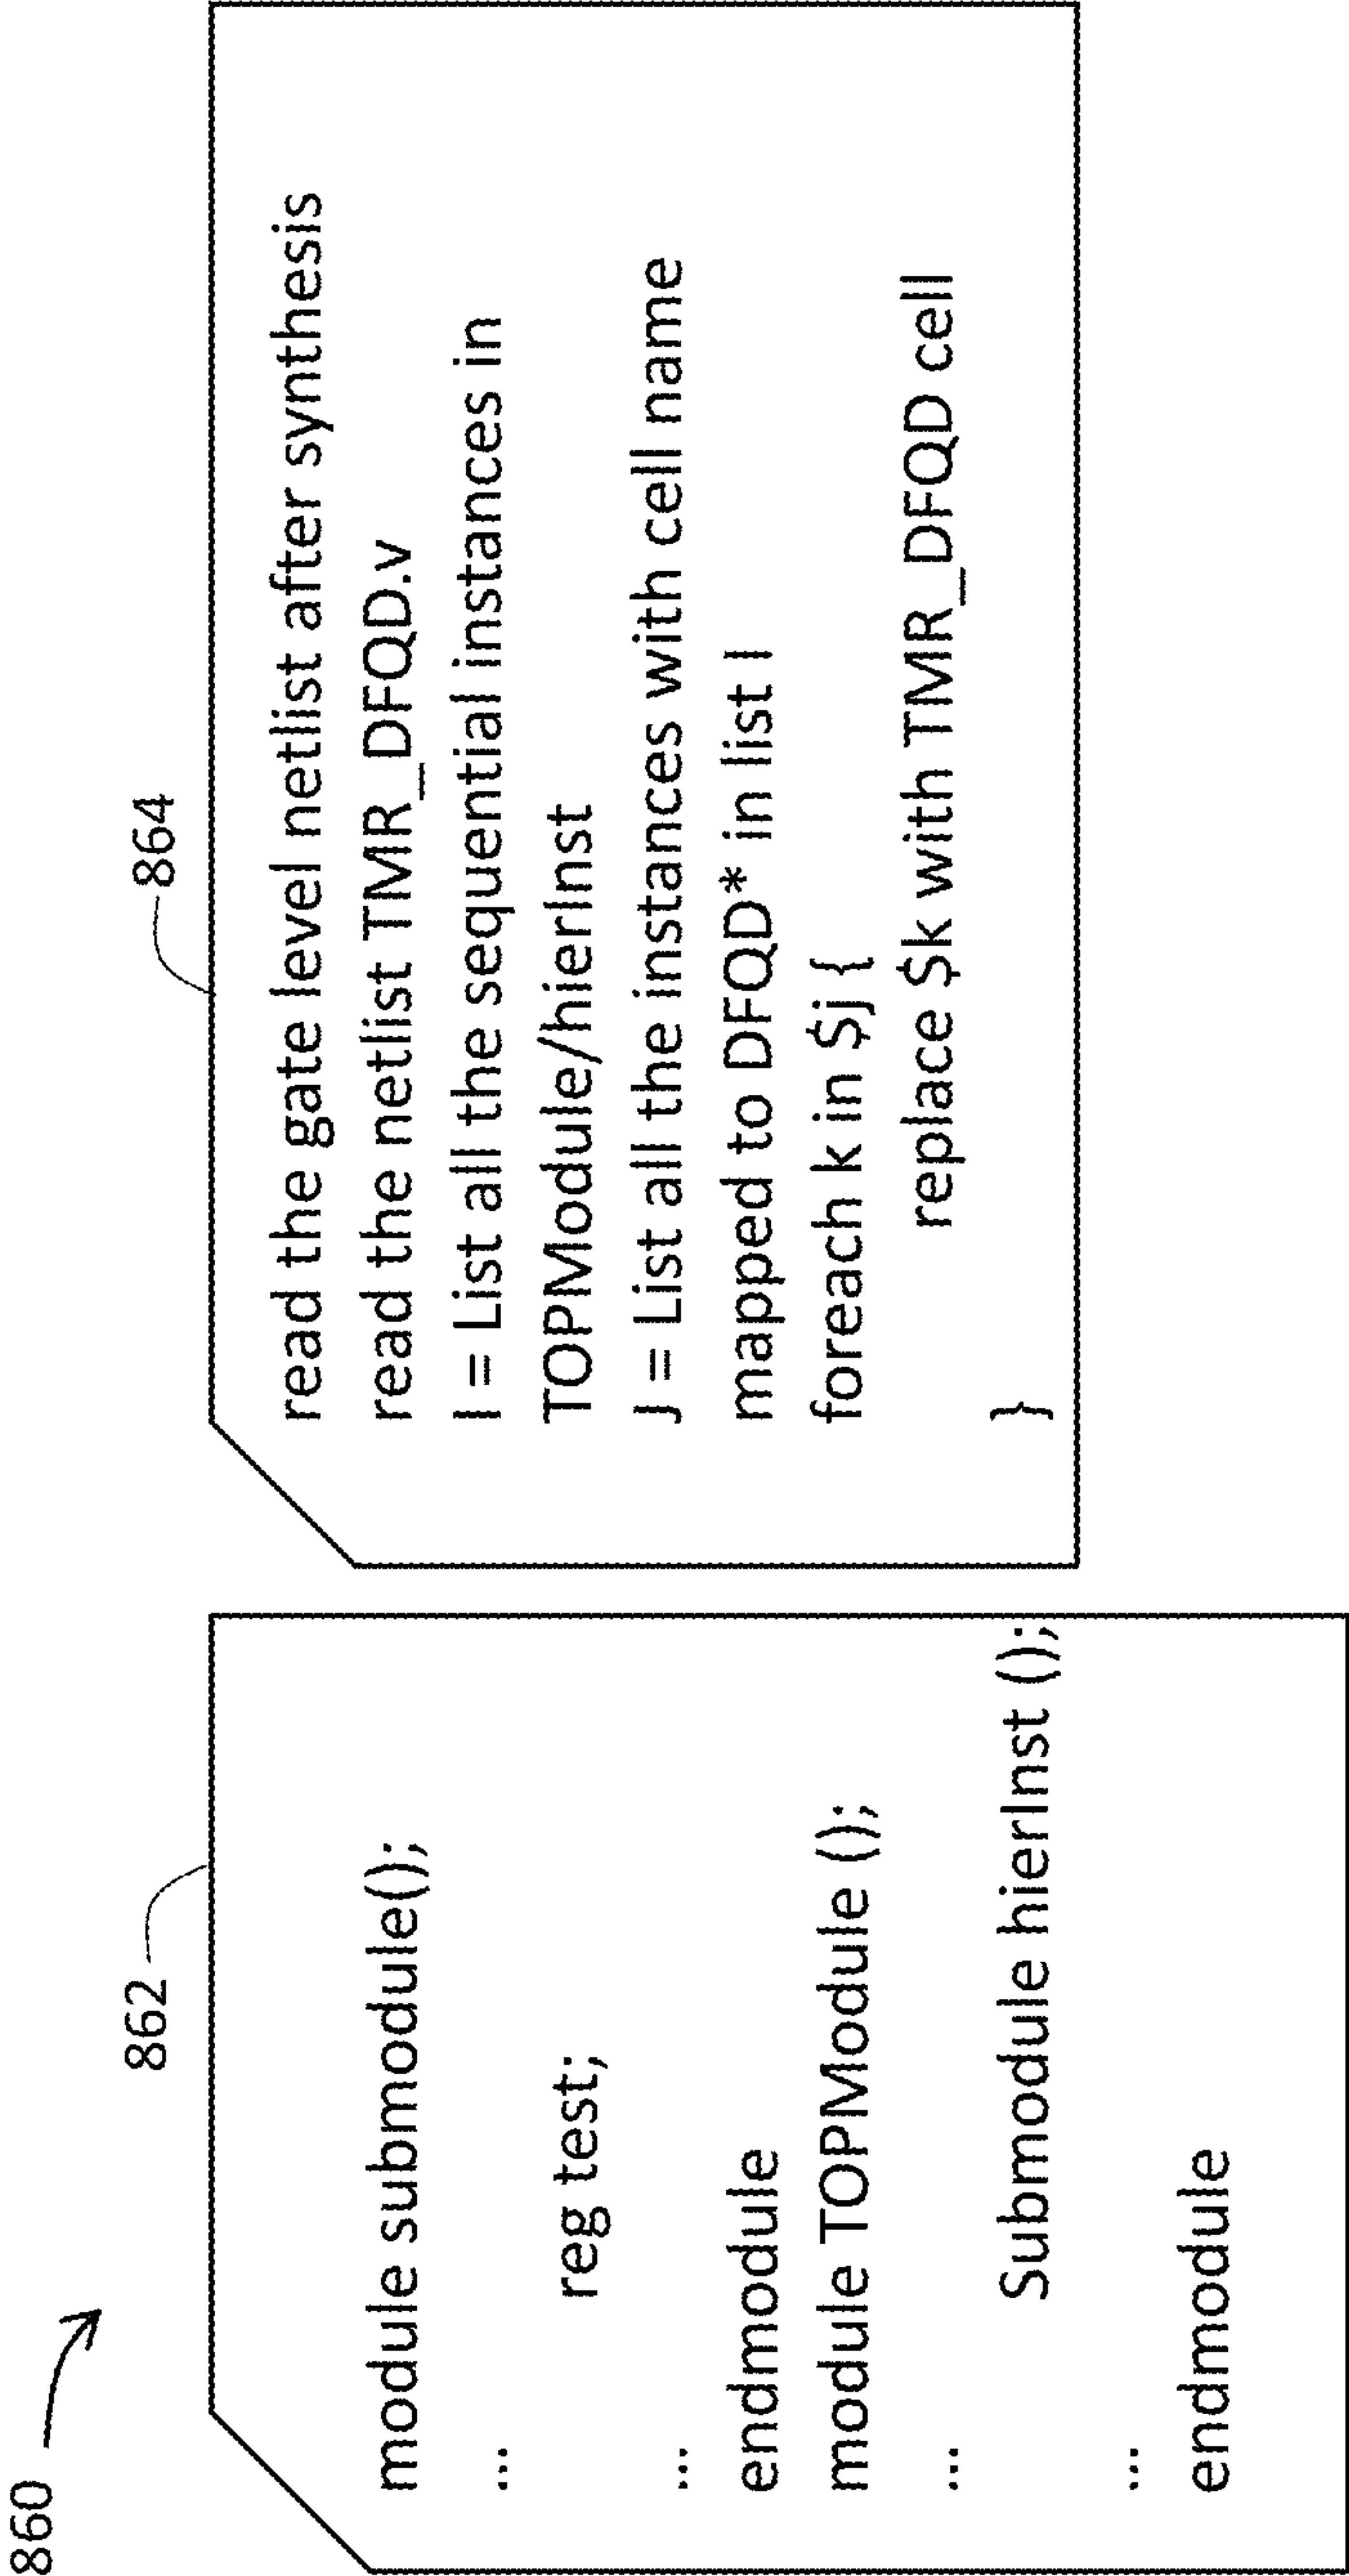 860
862
module submodule();
...
reg test;
...
endmodule
module TOPModule ();
...
Submodule hierInst ();
...
endmodule
864
read the gate level netlist after synthesis
read the netlist TMR_DFQD.v
I = List all the sequential instances in
TOPModule/hierInst
J = List all the instances with cell name
mapped to DFQD* in list I
foreach k in $j {
replace $k with TMR_DFQD cell
}